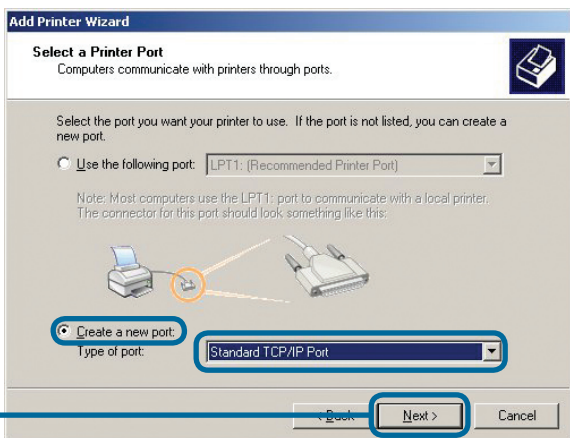 Add Printer Wizard
Select a Printer Port
Computers communicate with printers through ports.
Select the port you want your printer to use. If the port is not listed, you can create a
new port.
Use the following port: LPT1: (Recommended Printer Port)
Note: Most computers use the LPT1: port to communicate with a local printer.
The connector for this port should look something like this:
Create a new port:
Type of port: Standard TCP/IP Port
< Back Next > Cancel